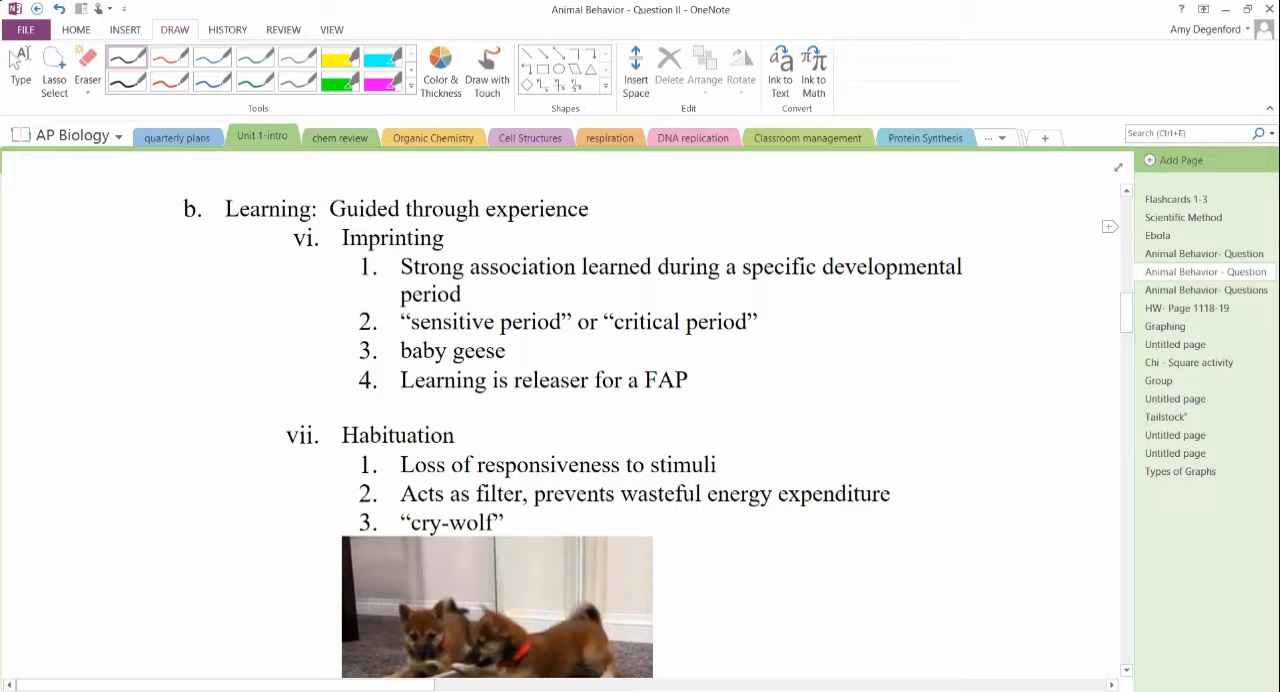 Animal Behavior - Question II - OneNote
?
FILE HOME INSERT DRAW HISTORY REVIEW VIEW
Amy Degenford
Type
Lasso Select
Eraser
Color & Thickness
Draw with Touch
Insert Space
Delete
Arrange
Rotate
Ink to Text
Ink to Math
Tools
Shapes
Edit
Convert
AP Biology
quarterly plans
Unit 1-intro
chem review
Organic Chemistry
Cell Structures
respiration
DNA replication
Classroom management
Protein Synthesis
...
+
Search (Ctrl+E)
Add Page
b. Learning: Guided through experience
vi. Imprinting
1. Strong association learned during a specific developmental
period
2. “sensitive period” or “critical period”
3. baby geese
4. Learning is releaser for a FAP
vii. Habituation
1. Loss of responsiveness to stimuli
2. Acts as filter, prevents wasteful energy expenditure
3. “cry-wolf”
Flashcards 1-3
Scientific Method
Ebola
Animal Behavior- Question
Animal Behavior - Question
Animal Behavior- Questions
HW- Page 1118-19
Graphing
Untitled page
Chi - Square activity
Group
Untitled page
Tailstock"
Untitled page
Untitled page
Types of Graphs